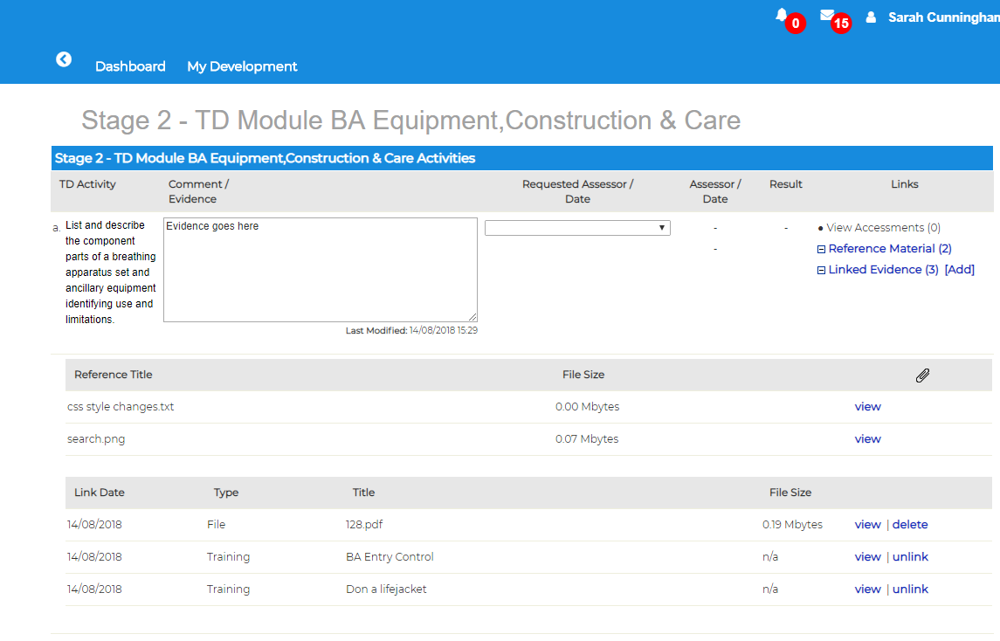 0
15
Sarah Cunningham
Dashboard My Development
Stage 2 - TD Module BA Equipment,Construction & Care
Stage 2 - TD Module BA Equipment,Construction & Care Activities
TD Activity Comment / Evidence Requested Assessor / Date Assessor / Date Result Links
a. List and describe
the component
parts of a breathing
apparatus set and
ancillary equipment
identifying use and
limitations.
Evidence goes here
Last Modified: 14/08/2018 15:29
- -
-
• View Accessments (0)
Reference Material (2)
Linked Evidence (3) [Add]
Reference Title File Size
css style changes.txt 0.00 Mbytes view
search.png 0.07 Mbytes view
Link Date Type Title File Size
14/08/2018 File 128.pdf 0.19 Mbytes view | delete
14/08/2018 Training BA Entry Control n/a view | unlink
14/08/2018 Training Don a lifejacket n/a view | unlink